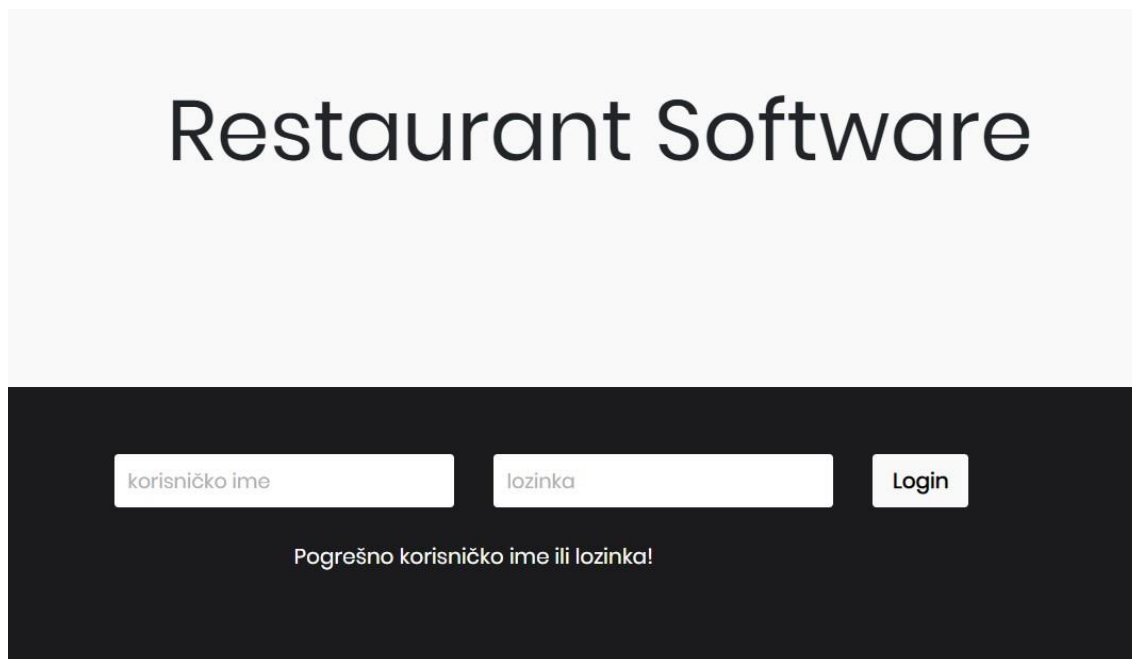 Restaurant Software
korisničko ime
lozinka
Login
Pogrešno korisničko ime ili lozinka!